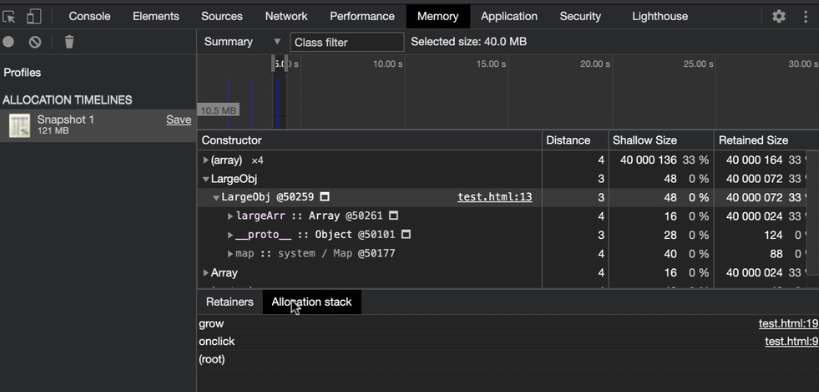 Console Elements Sources Network Performance Memory Application Security Lighthouse
Summary ▼ Class filter Selected size: 40.0 MB
Profiles
5.0 0 s 10.00 s 15.00 s 20.00 s 25.00 s 30.00 s
ALLOCATION TIMELINES
10.5 MB
Snapshot 1 Save
121 MB
Constructor Distance Shallow Size Retained Size
▶(array) ×4 4 40 000 136 33 % 40 000 164 33
▼LargeObj 3 48 0 % 40 000 072 33
▼LargeObj @50259 test.html:13 3 48 0 % 40 000 072 33
▶largeArr :: Array @50261 4 16 0 % 40 000 024 33
▶__proto__ :: Object @50101 3 28 0 % 124 0
▶map :: system / Map @50177 4 40 0 % 88 0
▶Array 4 16 0 % 40 000 024 33
Retainers Allocation stack
grow test.html:19
onclick test.html:9
(root)